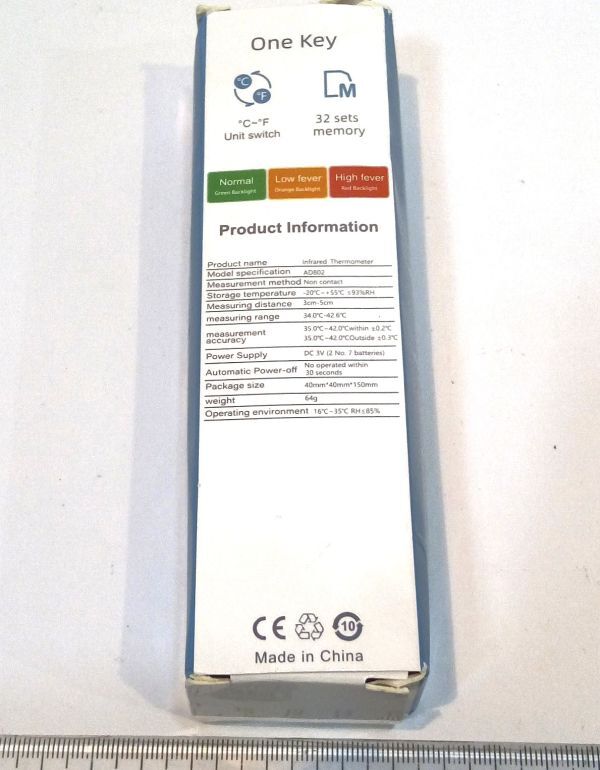 One Key
°C °F M
°C~°F
Unit switch
32 sets
memory
Normal Low fever High fever
Green Backlight Orange Backlight Red Backlight
Product Information
Product name Infrared Thermometer
Model specification AD802
Measurement method Non contact
Storage temperature -20℃~+55℃ ≤93%RH
Measuring distance 3cm-5cm
measuring range 34.0℃-42.6℃
measurement
accuracy
35.0℃~42.0℃within ±0.2℃
35.0℃~42.0℃Outside ±0.3℃
Power Supply DC 3V (2 No. 7 batteries)
Automatic Power-off No operated within
30 seconds
Package size 40mm*40mm*150mm
weight 64g
Operating environment 16℃~35℃ RH≤85%
CE 10
Made in China